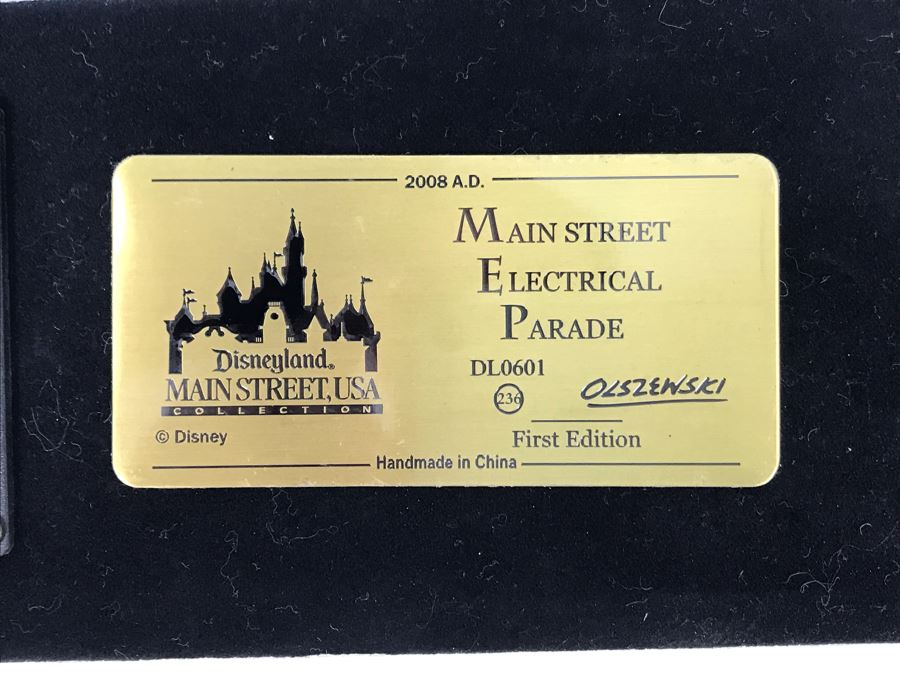 2008 A.D.
Disneyland®
MAIN STREET, USA
COLLECTION
© Disney
MAIN STREET
ELECTRICAL
PARADE
DL0601
236
OLSZEWSKI
First Edition
Handmade in China